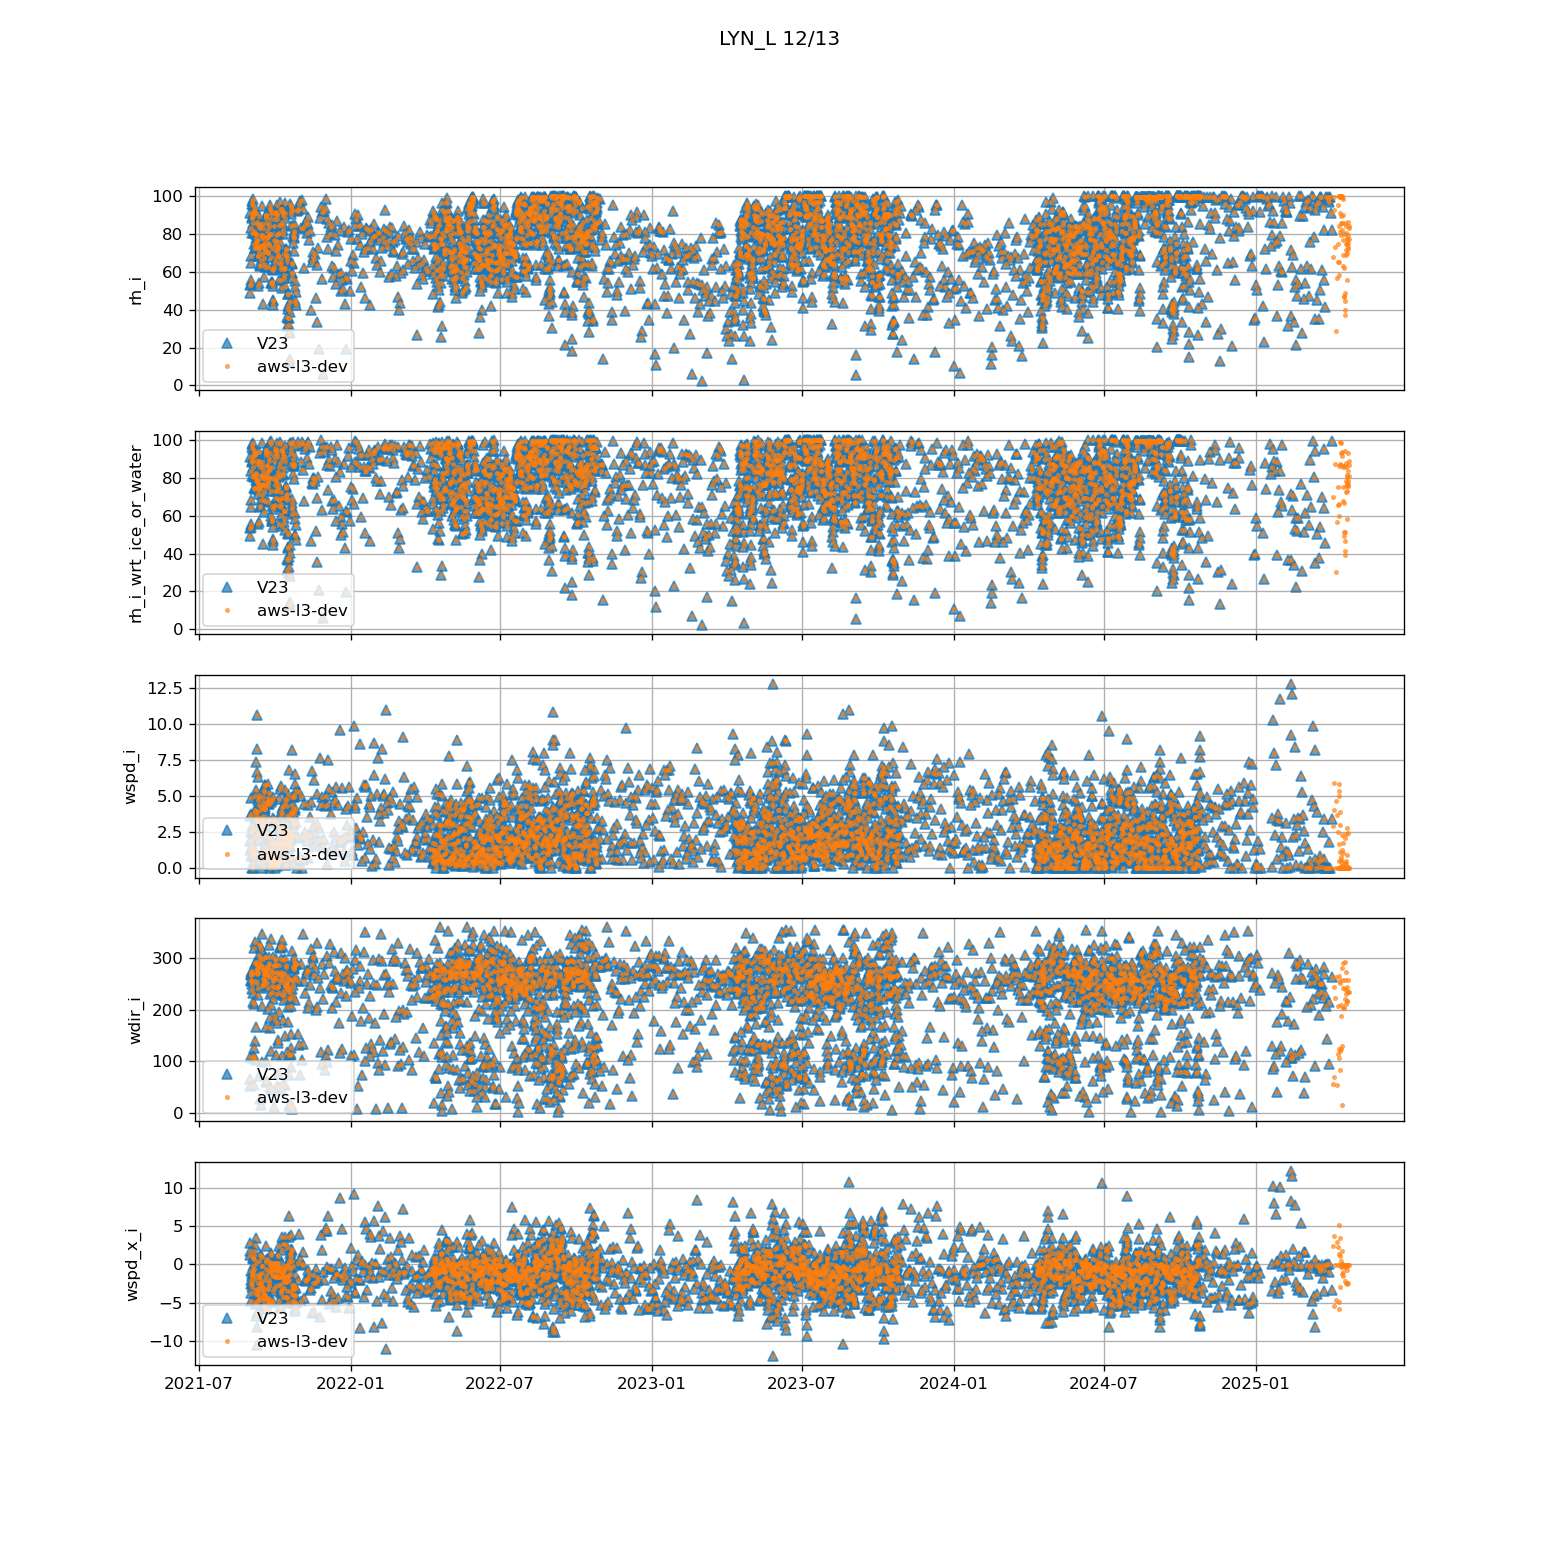 LYN_L 12/13
rh_i
100
80
60
40
20
0
V23
aws-l3-dev
rh_i_wrt_ice_or_water
100
80
60
40
20
0
V23
aws-l3-dev
wspd_i
12.5
10.0
7.5
5.0
2.5
0.0
V23
aws-l3-dev
wdir_i
300
200
100
0
V23
aws-l3-dev
wspd_x_i
10
5
0
−5
−10
V23
aws-l3-dev
2021-07 2022-01 2022-07 2023-01 2023-07 2024-01 2024-07 2025-01